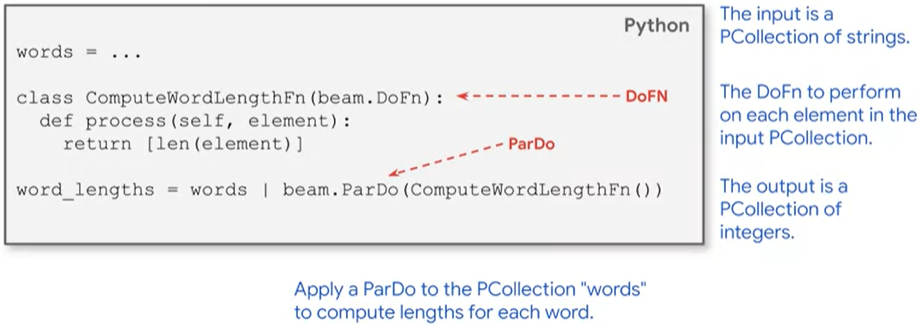 Python
words = ...
class ComputeWordLengthFn(beam.DoFn):
def process(self, element):
return [len(element)]
word_lengths = words | beam.ParDo(ComputeWordLengthFn())
DoFN
ParDo
The input is a
PCollection of strings.
The DoFn to perform
on each element in the
input PCollection.
The output is a
PCollection of
integers.
Apply a ParDo to the PCollection "words"
to compute lengths for each word.